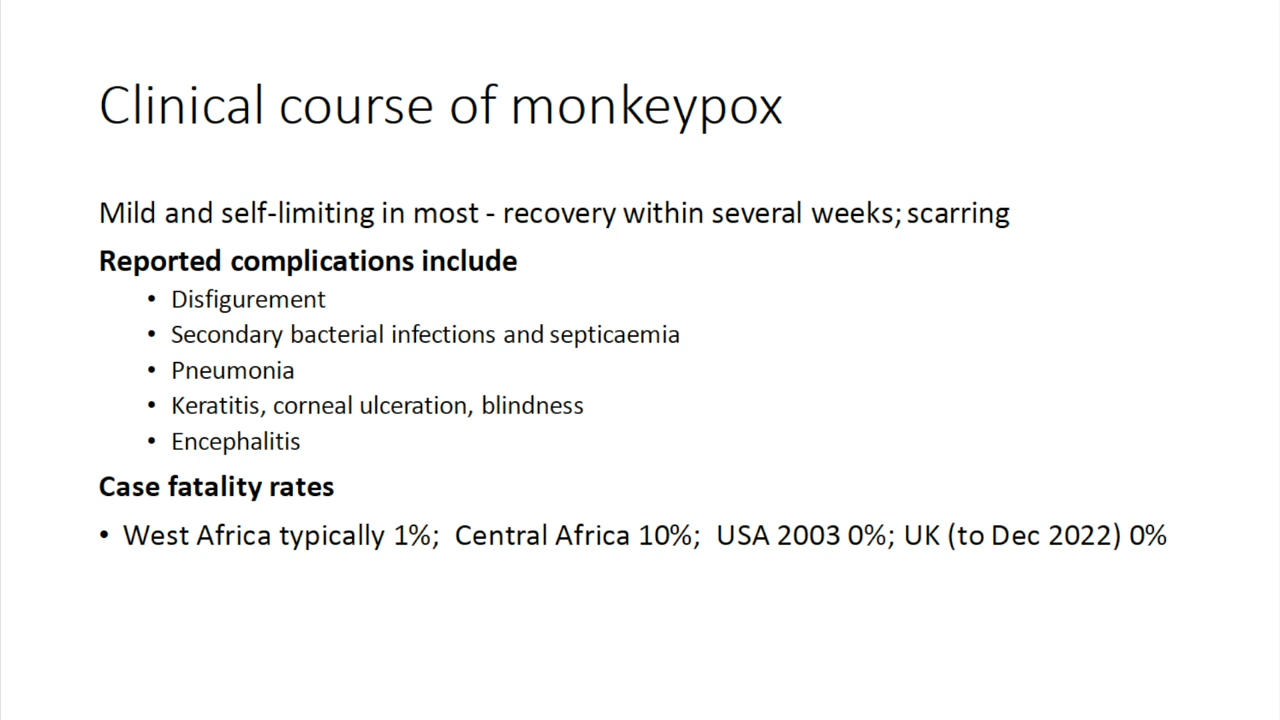 Clinical course of monkeypox
Mild and self-limiting in most - recovery within several weeks; scarring
Reported complications include
• Disfigurement
• Secondary bacterial infections and septicaemia
• Pneumonia
• Keratitis, corneal ulceration, blindness
• Encephalitis
Case fatality rates
• West Africa typically 1%;  Central Africa 10%;  USA 2003 0%; UK (to Dec 2022) 0%